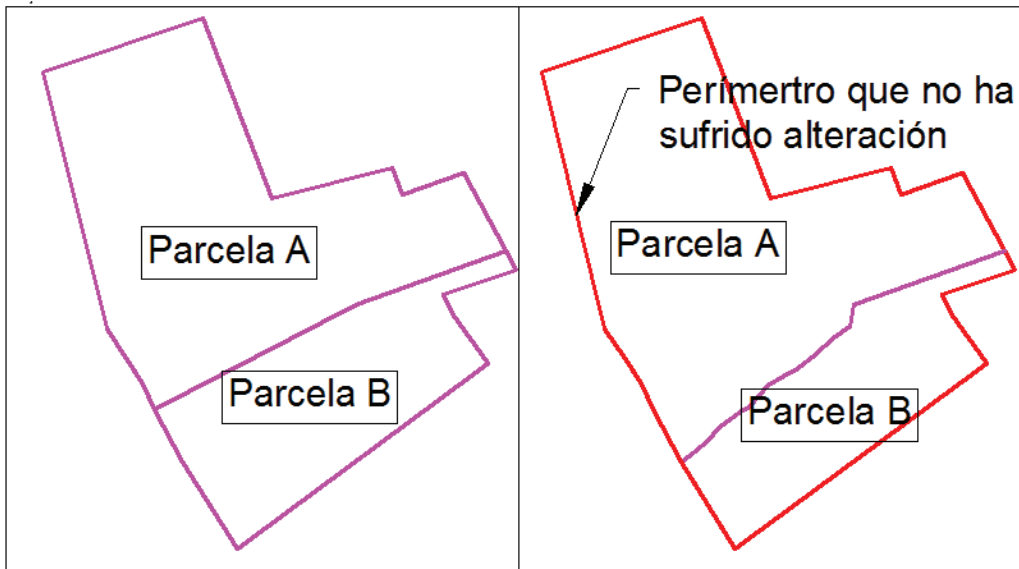 Parcela A
Parcela B
Perímertro que no ha
sufrido alteración
Parcela A
Parcela B